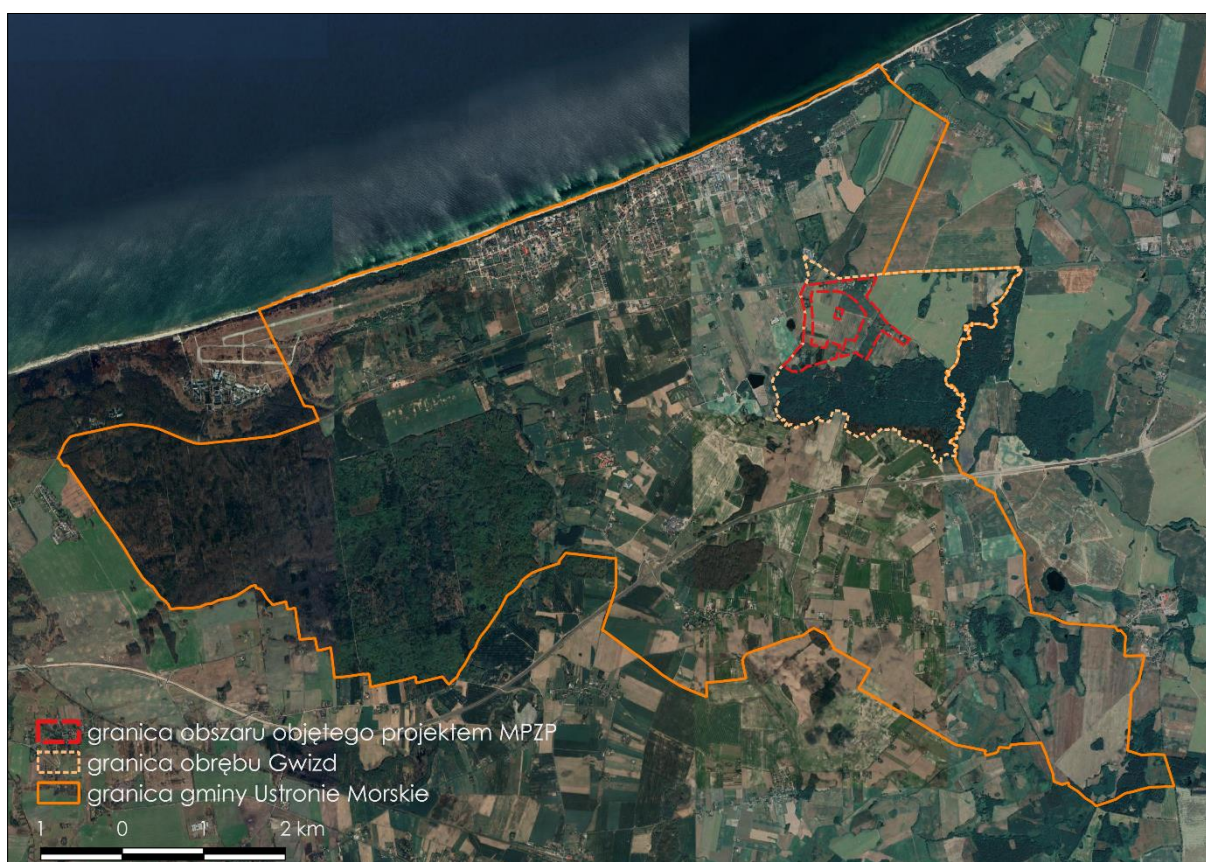 granica obszaru objętego projektem MPZP
granica obrębu Gwizd
granica gminy Ustronie Morskie
1 0 1 2 km